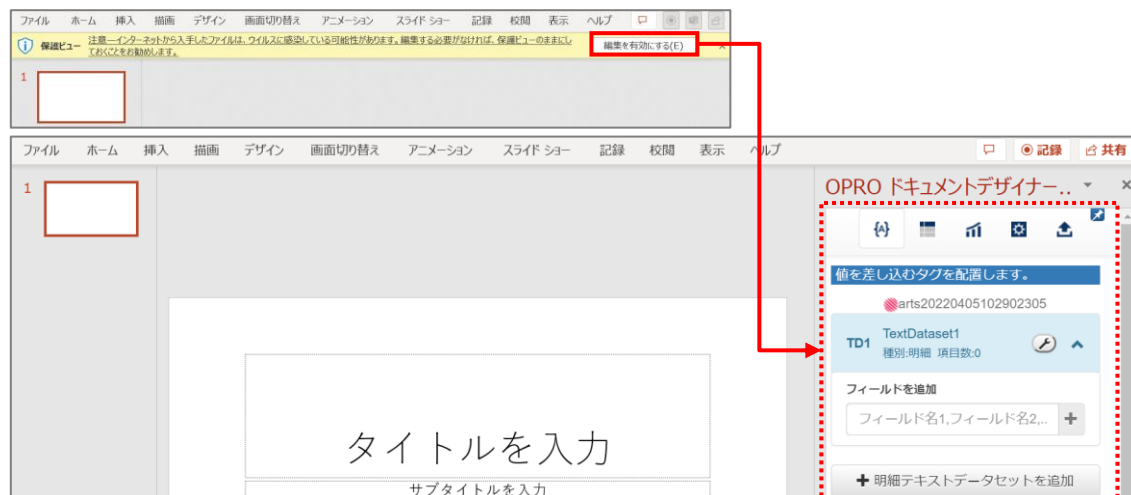 ファイル ホーム 挿入 描画 デザイン 画面切り替え アニメーション スライド ショー 記録 校閲 表示 ヘルプ
保護ビュー 注意—インターネットから入手したファイルは、ウイルスに感染している可能性があります。編集する必要がなければ、保護ビューのままにし
ておくことをお勧めします。
編集を有効にする(E)
1
ファイル ホーム 挿入 描画 デザイン 画面切り替え アニメーション スライド ショー 記録 校閲 表示 ヘルプ 記録 共有
1
OPRO ドキュメントデザイナー..
{A}
値を差し込むタグを配置します。
arts20220405102902305
TD1 TextDataset1
種別:明細 項目数:0
フィールドを追加
フィールド名1,フィールド名2,..
明細テキストデータセットを追加
タイトルを入力
サブタイトルを入力